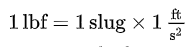 1 lbf = 1 slug × 1 ft/s²